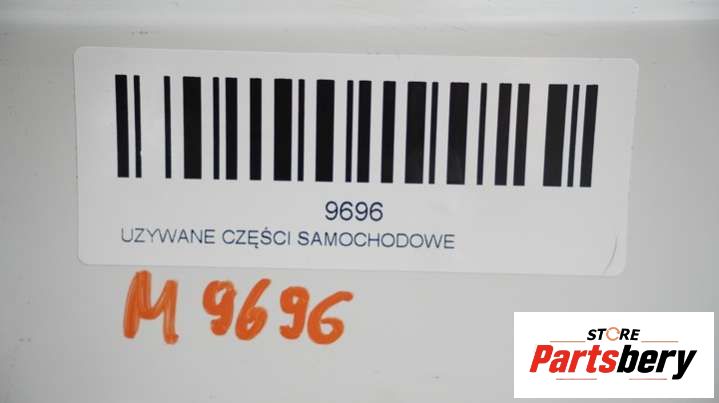 9696
UZYWANE CZĘŚCI SAMOCHODOWE
M 9696
STORE
Partsbery